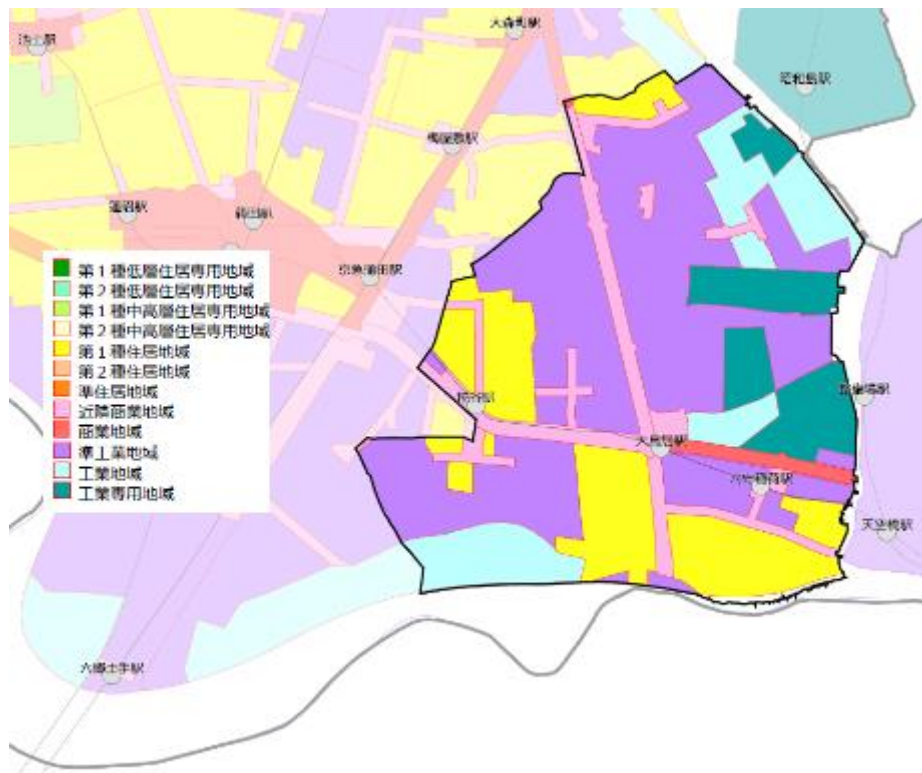 大森町駅
池上駅
昭和島駅
梅屋敷駅
蓮沼駅
蒲田駅
京急蒲田駅
第1種低層住居専用地域
第2種低層住居専用地域
第1種中高層住居専用地域
第2種中高層住居専用地域
第1種住居地域
第2種住居地域
準住居地域
近隣商業地域
商業地域
準工業地域
工業地域
工業専用地域
糀谷駅
整備場駅
大鳥居駅
穴守稲荷駅
天空橋駅
六郷土手駅